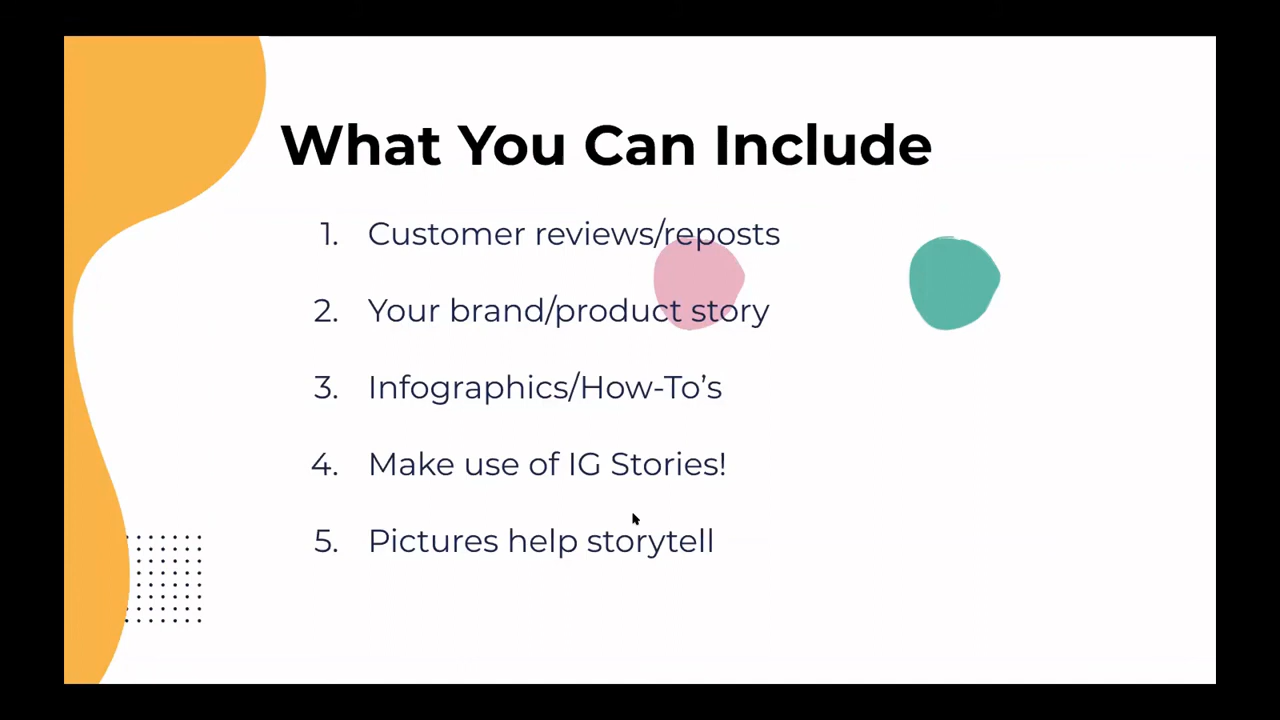 What You Can Include
1. Customer reviews/reposts
2. Your brand/product story
3. Infographics/How-To’s
4. Make use of IG Stories!
5. Pictures help storytell